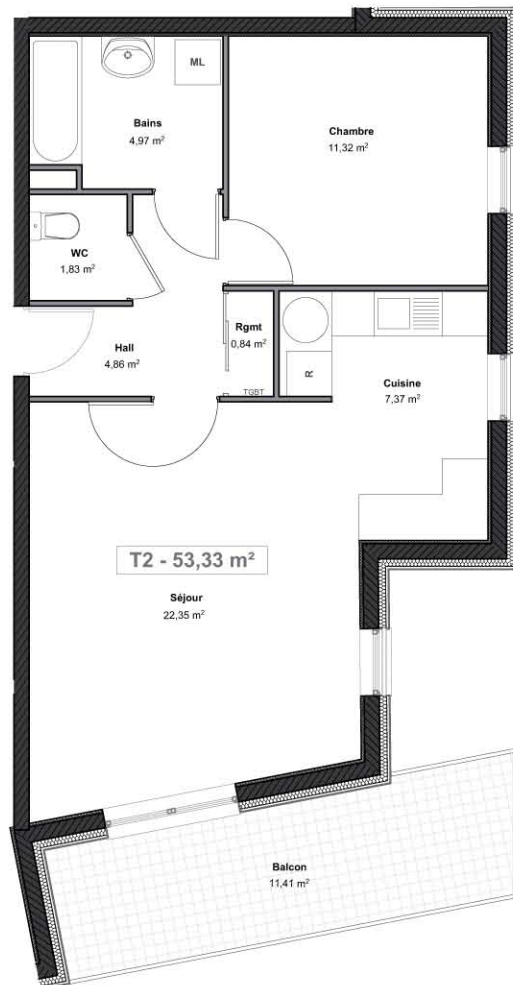 ML
Bains
4,97 m²
Chambre
11,32 m²
WC
1,83 m²
Hall
4,86 m²
Rgmt
0,84 m²
TGBT
R
Cuisine
7,37 m²
T2 - 53,33 m²
Séjour
22,35 m²
Balcon
11,41 m²